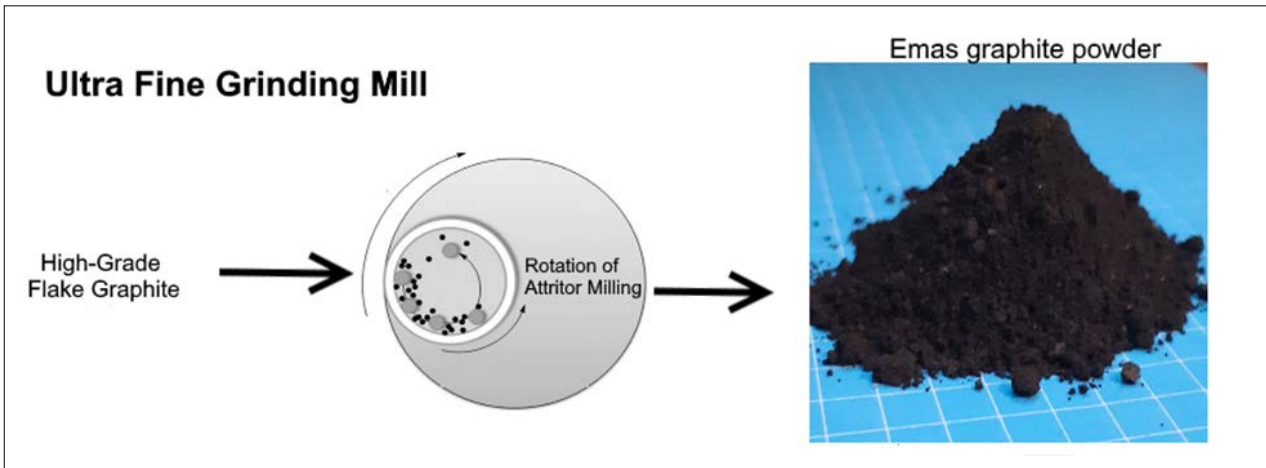 Emas graphite powder
Ultra Fine Grinding Mill
High-Grade
Flake Graphite
Rotation of
Attritor Milling